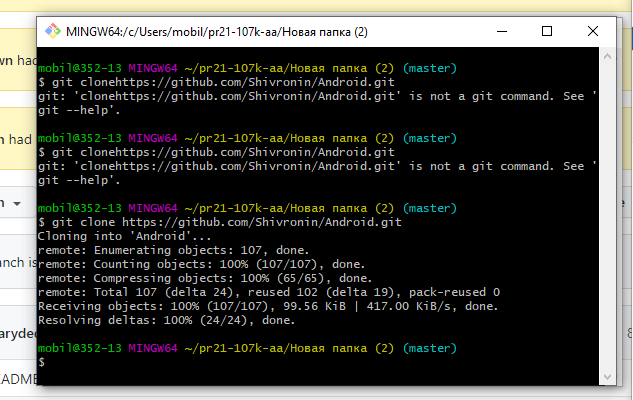 MINGW64:/c/Users/mobil/pr21-107k-aa/Новая папка (2)
mobil@352-13 MINGW64 ~/pr21-107k-aa/Новая папка (2) (master)
$ git clonehttps://github.com/Shivronin/Android.git
git: 'clonehttps://github.com/Shivronin/Android.git' is not a git command. See '
git --help'.
mobil@352-13 MINGW64 ~/pr21-107k-aa/Новая папка (2) (master)
$ git clonehttps://github.com/Shivronin/Android.git
git: 'clonehttps://github.com/Shivronin/Android.git' is not a git command. See '
git --help'.
mobil@352-13 MINGW64 ~/pr21-107k-aa/Новая папка (2) (master)
$ git clone https://github.com/Shivronin/Android.git
Cloning into 'Android'...
remote: Enumerating objects: 107, done.
remote: Counting objects: 100% (107/107), done.
remote: Compressing objects: 100% (65/65), done.
remote: Total 107 (delta 24), reused 102 (delta 19), pack-reused 0
Receiving objects: 100% (107/107), 99.56 KiB | 417.00 KiB/s, done.
Resolving deltas: 100% (24/24), done.
mobil@352-13 MINGW64 ~/pr21-107k-aa/Новая папка (2) (master)
$